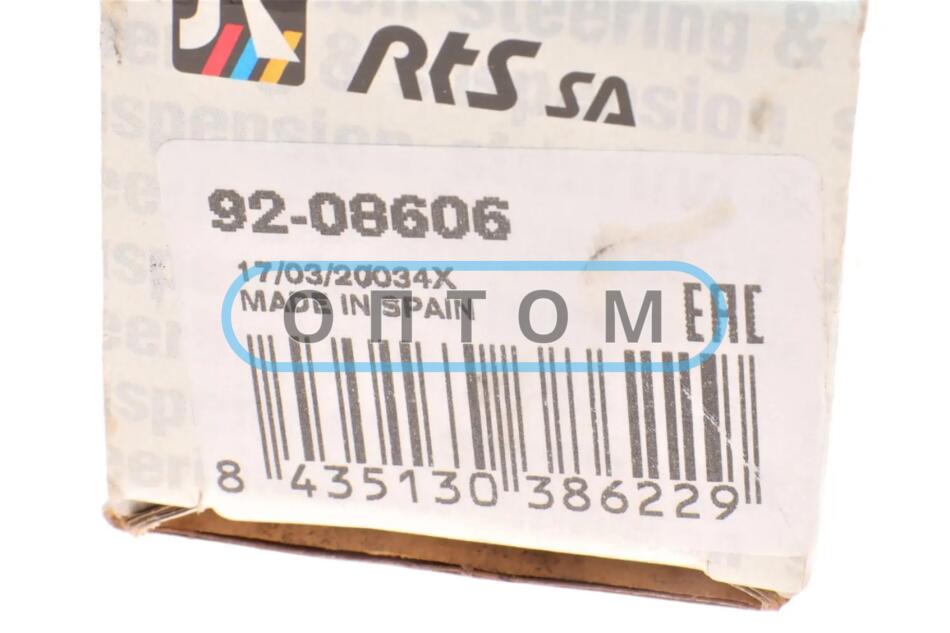 RtS SA
92-08606
17/03/20034X
MADE IN SPAIN
ОПТОМ
EAC
8 435130 386229